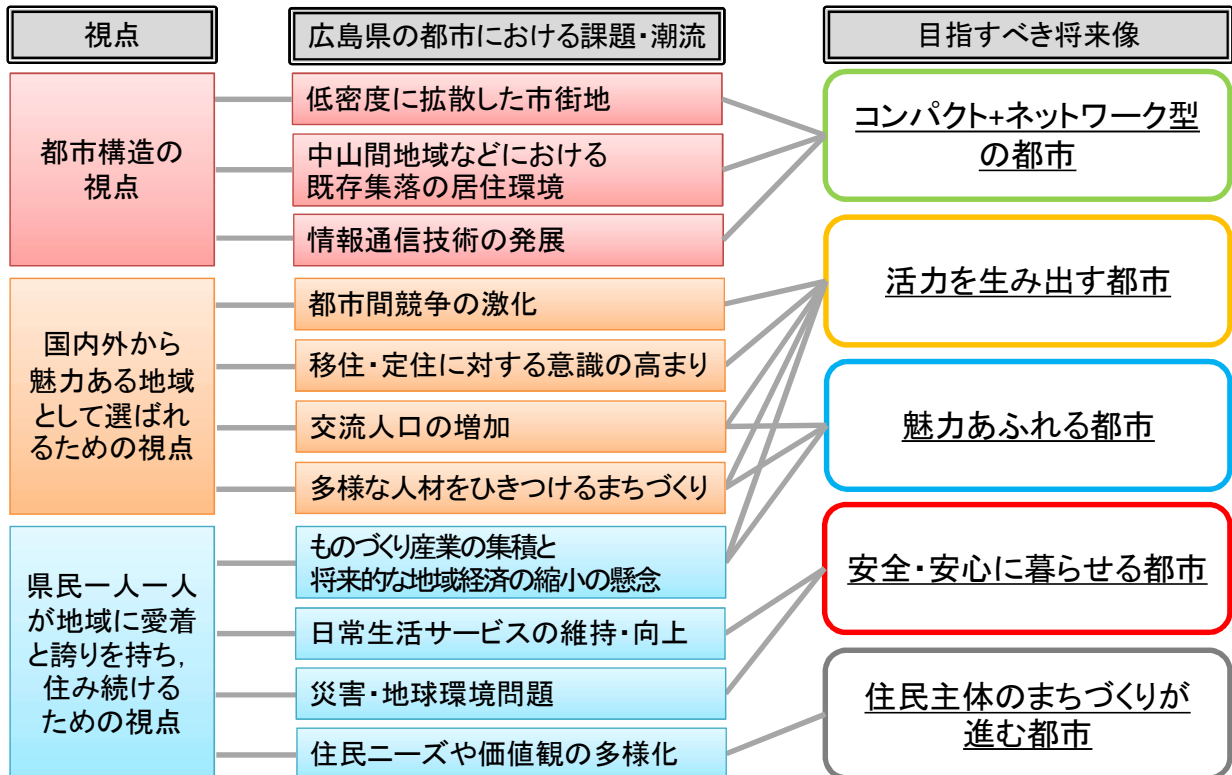 視点
広島県の都市における課題・潮流
目指すべき将来像
都市構造の
視点
低密度に拡散した市街地
中山間地域などにおける
既存集落の居住環境
情報通信技術の発展
コンパクト+ネットワーク型
の都市
国内外から
魅力ある地域
として選ばれ
るための視点
都市間競争の激化
移住・定住に対する意識の高まり
交流人口の増加
多様な人材をひきつけるまちづくり
活力を生み出す都市
魅力あふれる都市
県民一人一人
が地域に愛着
と誇りを持ち,
住み続ける
ための視点
ものづくり産業の集積と
将来的な地域経済の縮小の懸念
日常生活サービスの維持・向上
災害・地球環境問題
住民ニーズや価値観の多様化
安全・安心に暮らせる都市
住民主体のまちづくりが
進む都市